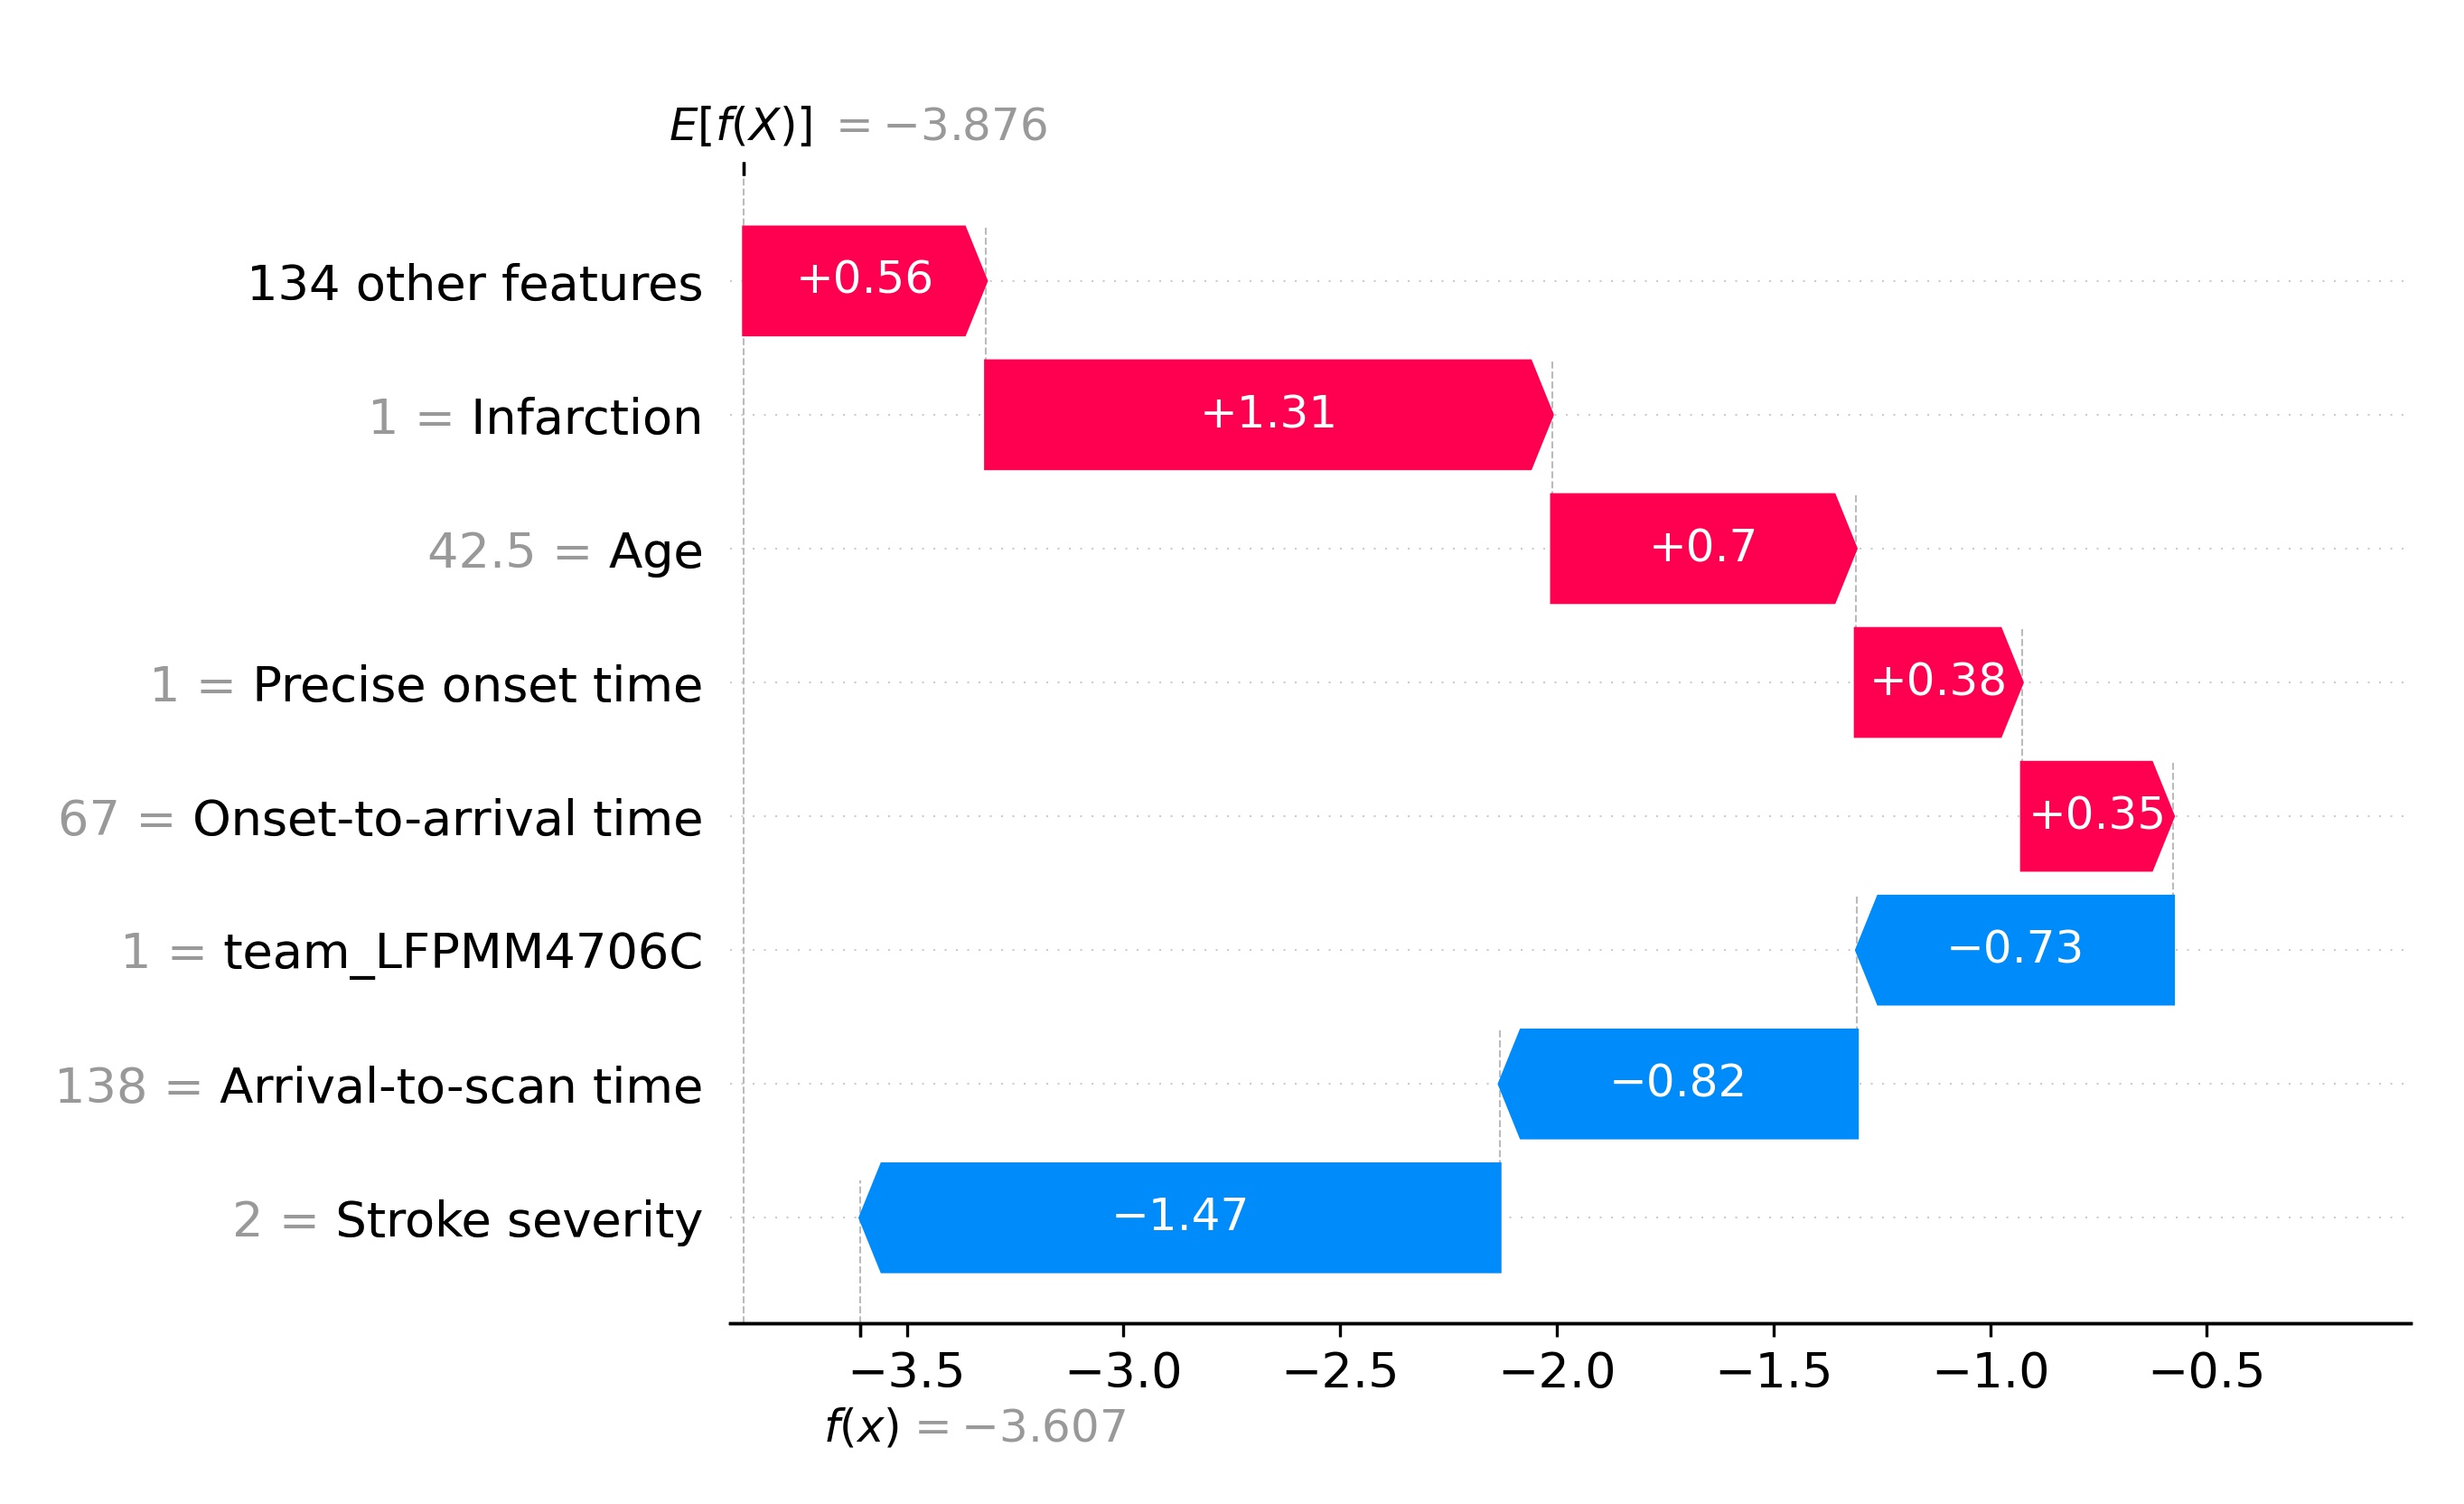 E[f(X)] = −3.876
134 other features +0.56
1 = Infarction +1.31
42.5 = Age +0.7
1 = Precise onset time +0.38
67 = Onset-to-arrival time +0.35
1 = team_LFPMM4706C −0.73
138 = Arrival-to-scan time −0.82
2 = Stroke severity −1.47
−3.5 −3.0 −2.5 −2.0 −1.5 −1.0 −0.5
f(x) = −3.607